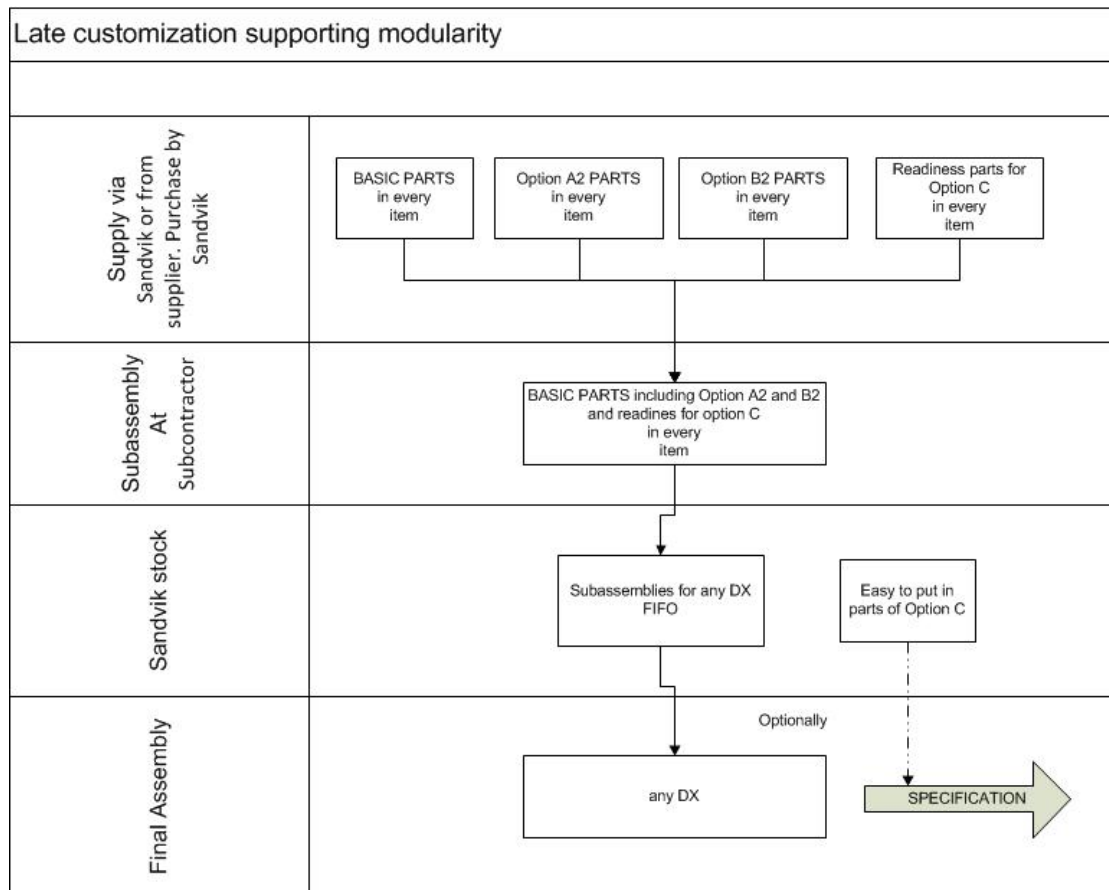 Late customization supporting modularity
Supply via
Sandvik or from
supplier. Purchase by
Sandvik
BASIC PARTS
in every
item
Option A2 PARTS
in every
item
Option B2 PARTS
in every
item
Readiness parts for
Option C
in every
item
Subassembly
At
Subcontractor
BASIC PARTS including Option A2 and B2
and readines for option C
in every
item
Sandvik stock
Subassemblies for any DX
FIFO
Easy to put in
parts of Option C
Final Assembly
Optionally
any DX
SPECIFICATION